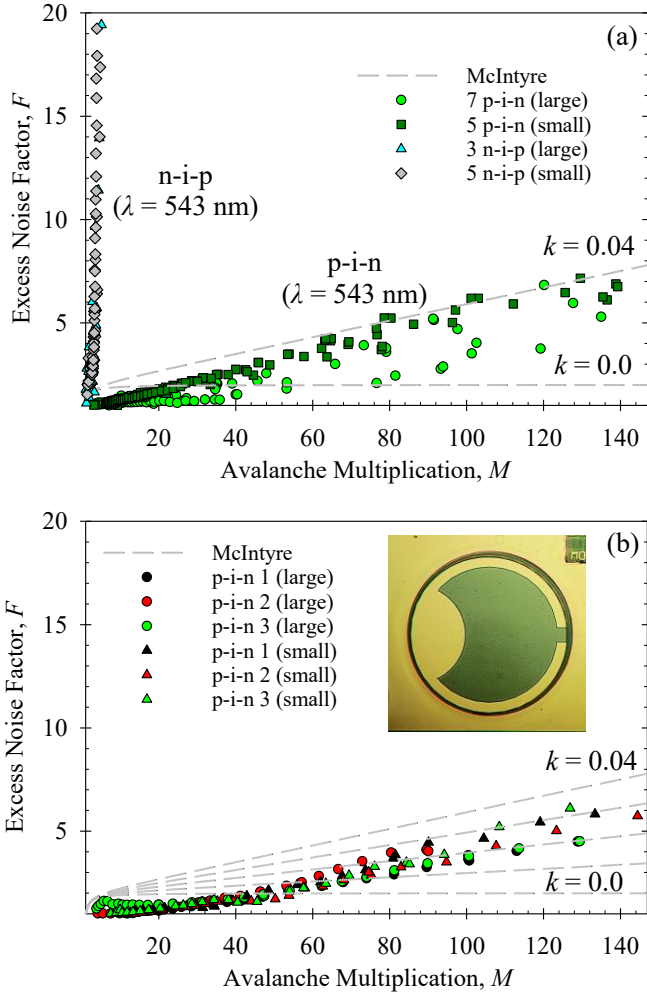 (a)
20
15
10
5
Excess Noise Factor, F
McIntyre
7 p-i-n (large)
5 p-i-n (small)
3 n-i-p (large)
5 n-i-p (small)
n-i-p
(λ = 543 nm)
p-i-n
(λ = 543 nm)
k = 0.04
k = 0.0
20 40 60 80 100 120 140
Avalanche Multiplication, M
(b)
20
15
10
5
Excess Noise Factor, F
McIntyre
p-i-n 1 (large)
p-i-n 2 (large)
p-i-n 3 (large)
p-i-n 1 (small)
p-i-n 2 (small)
p-i-n 3 (small)
k = 0.04
k = 0.0
20 40 60 80 100 120 140
Avalanche Multiplication, M